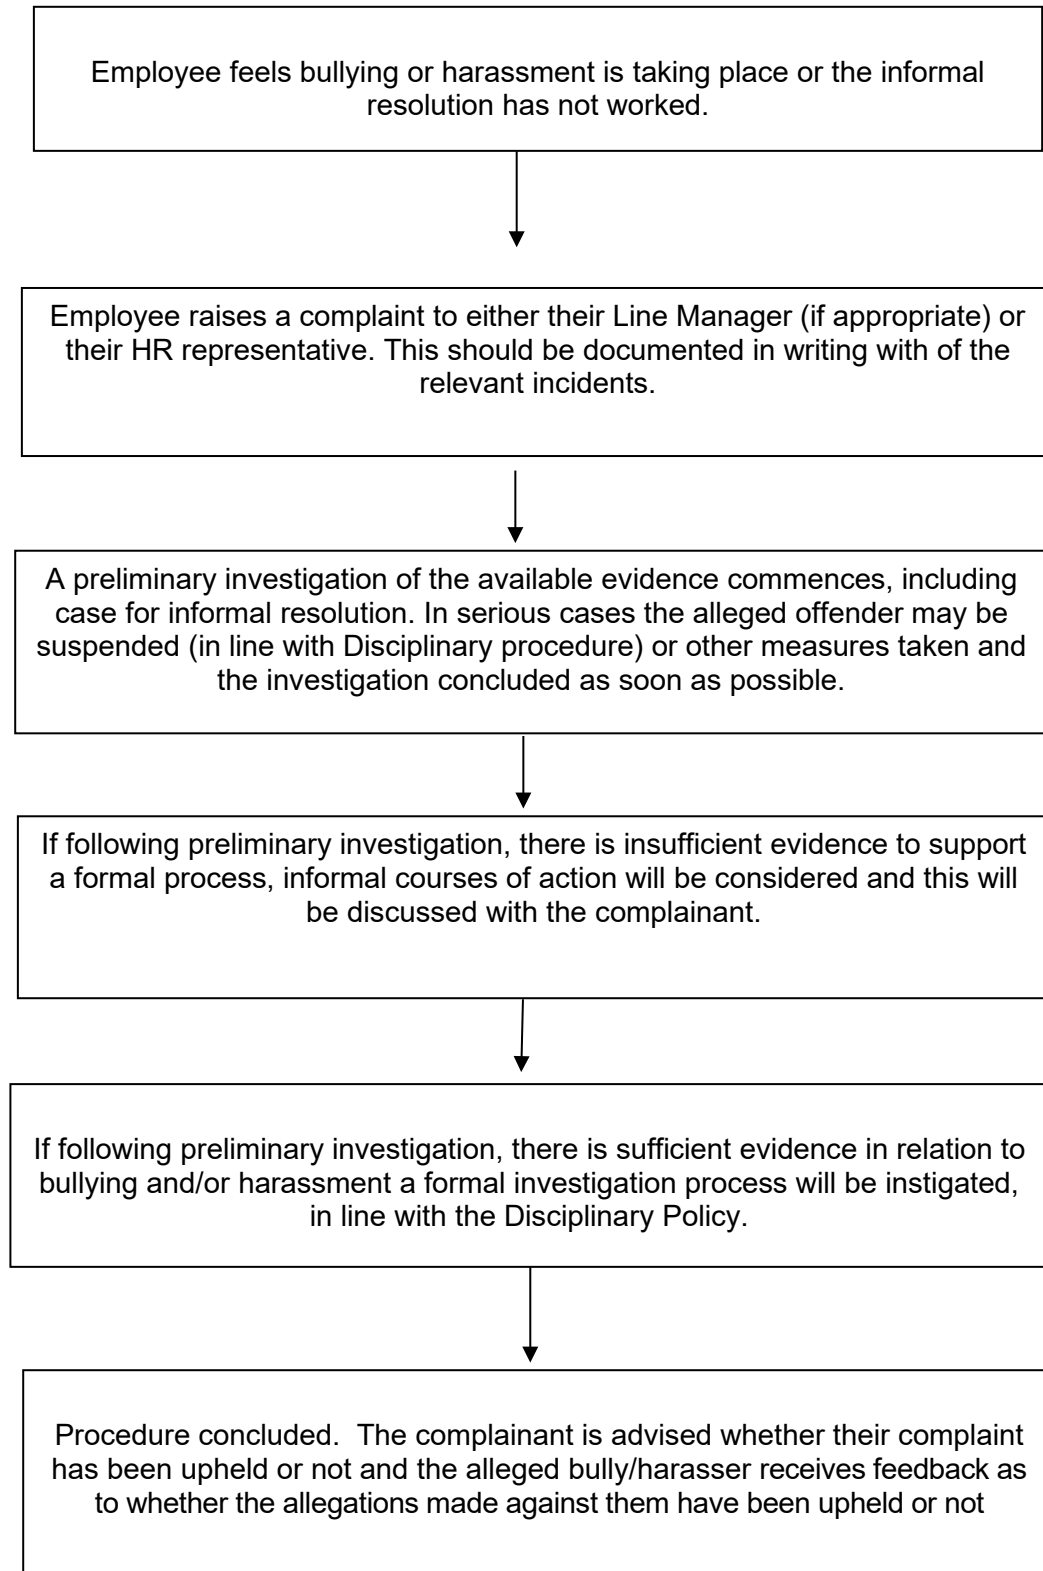 Employee feels bullying or harassment is taking place or the informal
resolution has not worked.
Employee raises a complaint to either their Line Manager (if appropriate) or
their HR representative. This should be documented in writing with of the
relevant incidents.
A preliminary investigation of the available evidence commences, including
case for informal resolution. In serious cases the alleged offender may be
suspended (in line with Disciplinary procedure) or other measures taken and
the investigation concluded as soon as possible.
If following preliminary investigation, there is insufficient evidence to support
a formal process, informal courses of action will be considered and this will
be discussed with the complainant.
If following preliminary investigation, there is sufficient evidence in relation to
bullying and/or harassment a formal investigation process will be instigated,
in line with the Disciplinary Policy.
Procedure concluded.  The complainant is advised whether their complaint
has been upheld or not and the alleged bully/harasser receives feedback as
to whether the allegations made against them have been upheld or not